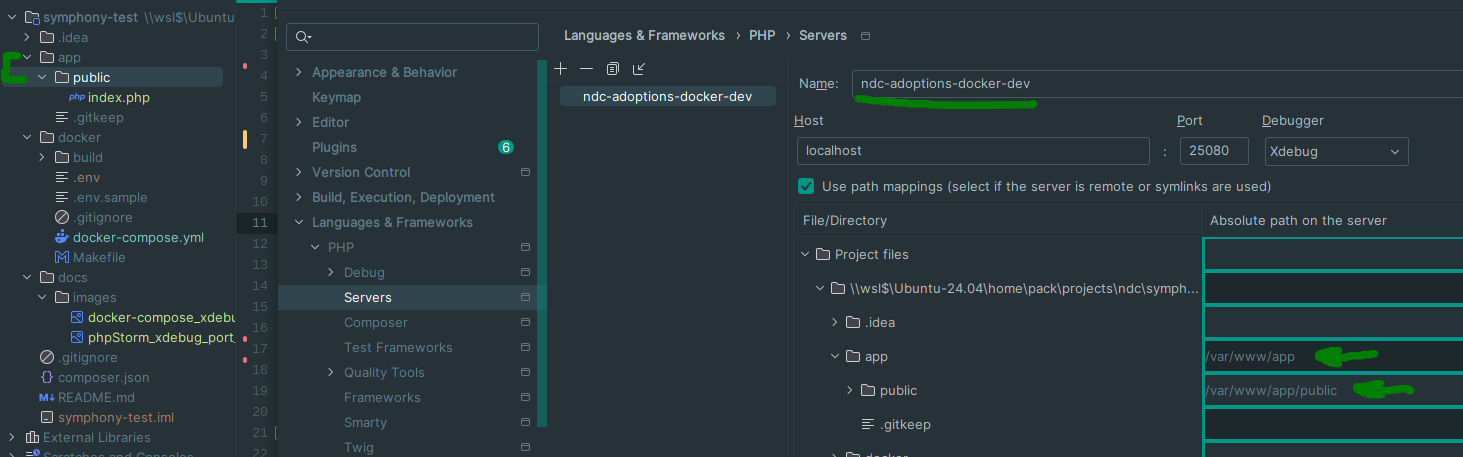 symphony-test \\wsl$\Ubuntu
.idea
app
public
index.php
.gitkeep
docker
build
.env
.env.sample
.gitignore
docker-compose.yml
Makefile
docs
images
docker-compose_xdebu
phpStorm_xdebug_port_
.gitignore
composer.json
README.md
symphony-test.iml
External Libraries
Scratches and Consoles
1
2
3
4
5
6
7
8
9
10
11
12
13
14
15
16
17
18
19
20
21
22
Appearance & Behavior
Keymap
Editor
Plugins 6
Version Control
Build, Execution, Deployment
Languages & Frameworks
PHP
Debug
Servers
Composer
Test Frameworks
Quality Tools
Frameworks
Smarty
Twig
Languages & Frameworks › PHP › Servers
ndc-adoptions-docker-dev
Name: ndc-adoptions-docker-dev
Host Port Debugger
localhost : 25080 Xdebug
Use path mappings (select if the server is remote or symlinks are used)
File/Directory Absolute path on the server
Project files
\\wsl$\Ubuntu-24.04\home\pack\projects\ndc\symph...
.idea
app /var/www/app
public /var/www/app/public
.gitkeep
docker